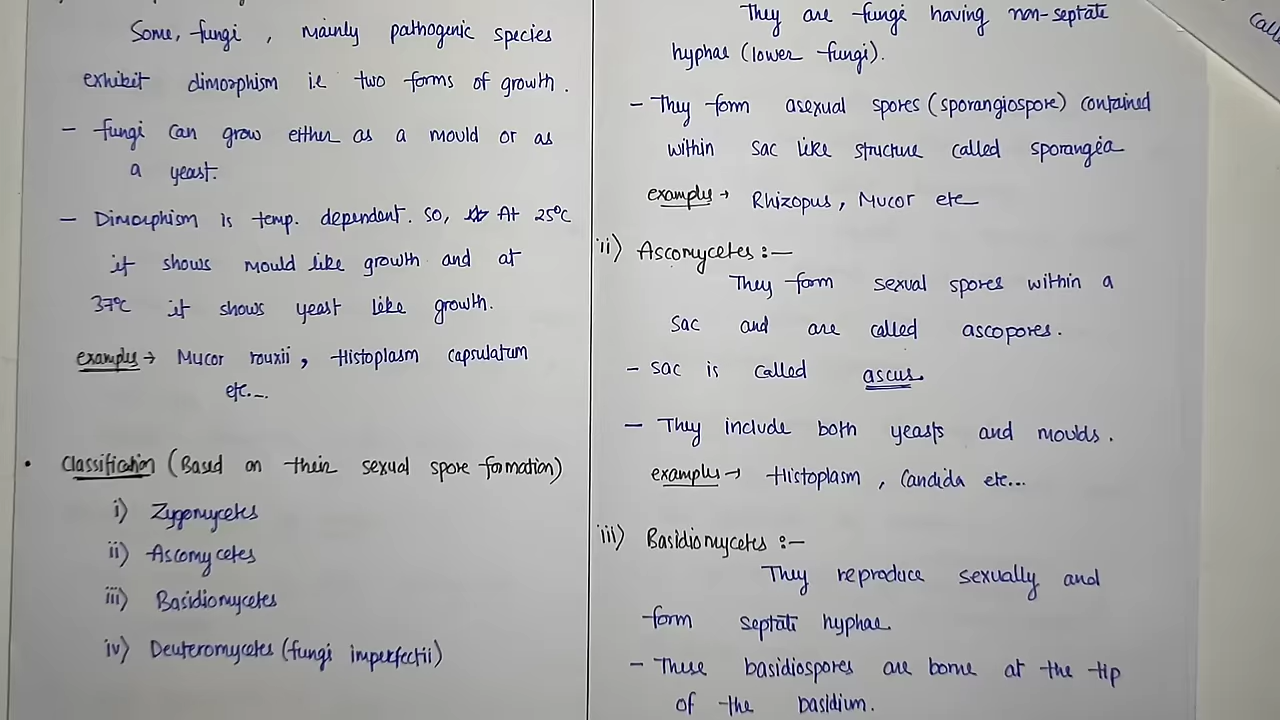 Some, fungi , mainly pathogenic species
exhibit dimorphism i.e two forms of growth.
- fungi can grow either as a mould or as
a yeast.
- Dimorphism is temp. dependent. So, At 25°C
it shows mould like growth and at
37°C it shows yeast like growth.
examples → Mucor rouxii, Histoplasm capsulatum
etc...
• Classification (Based on their sexual spore formation)
i) Zygomycetes
ii) Ascomycetes
iii) Basidiomycetes
iv) Deuteromycetes (fungi imperfectii)
They are fungi having non-septate
hyphae (lower fungi).
- They form asexual spores (sporangiospore) contained
within sac like structure called sporangia
examples → Rhizopus, Mucor etc
ii) Ascomycetes :-
They form sexual spores within a
sac and are called ascopores.
- Sac is called ascus.
- They include both yeasts and moulds.
examples → Histoplasm, Candida etc...
iii) Basidiomycetes :-
They reproduce sexually and
form septate hyphae.
- These basidiospores are borne at the tip
of the basidium.